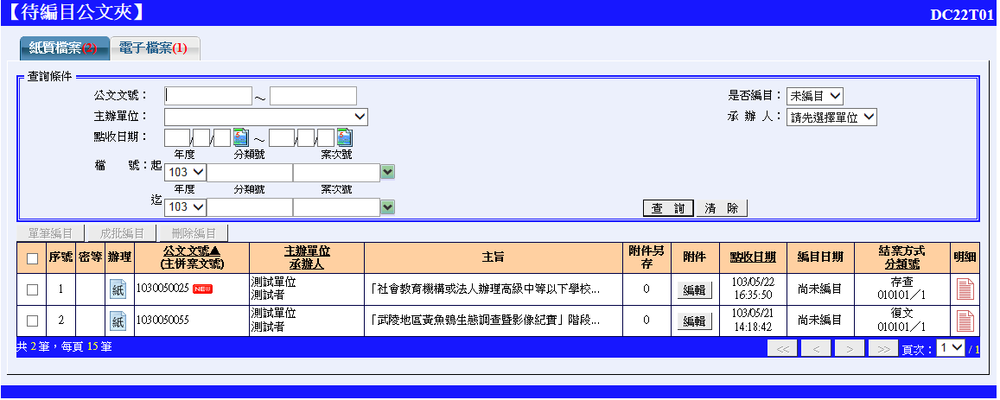 【待編目公文夾】
DC22T01
紙質檔案(2) 電子檔案(1)
查詢條件
公文文號： ～ 是否編目： 未編目
主辦單位： 承 辦 人： 請先選擇單位
點收日期： / / ～ / /
年度 分類號 案次號
檔 號：起 103
年度 分類號 案次號
迄 103
查 詢 清 除
單筆編目 成批編目 刪除編目
序號 密等 辦理 公文文號▲ (主併案文號) 主辦單位 承辦人 主旨 附件另存 附件 點收日期 編目日期 結案方式 分類號 明細
1 紙 1030050025 NEW 測試單位 測試者 「社會教育機構或法人辦理高級中等以下學校... 0 編輯 103/05/22 16:35:50 尚未編目 存查 010101／1
2 紙 1030050055 測試單位 測試者 「武陵地區黃魚鴞生態調查暨影像紀實」階段... 0 編輯 103/05/21 14:18:42 尚未編目 復文 010101／1
共 2 筆，每頁 15 筆
<< < > >> 頁次： 1 / 1